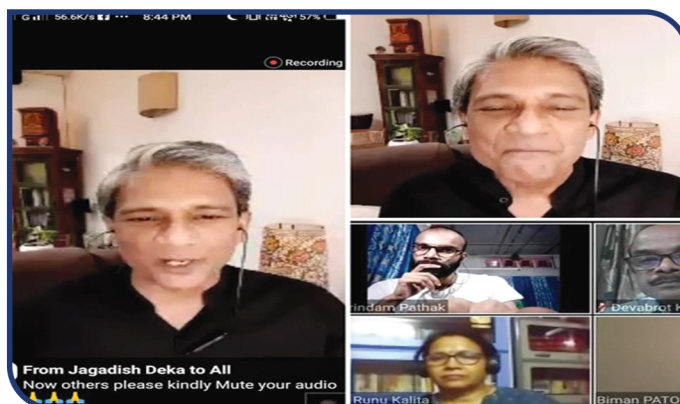 56.6K/s
8:44 PM
4G+ 57%
Recording
From Jagadish Deka to All
Now others please kindly Mute your audio
rindam Pathak
Devabrot K
Runu Kalita
Biman PATO